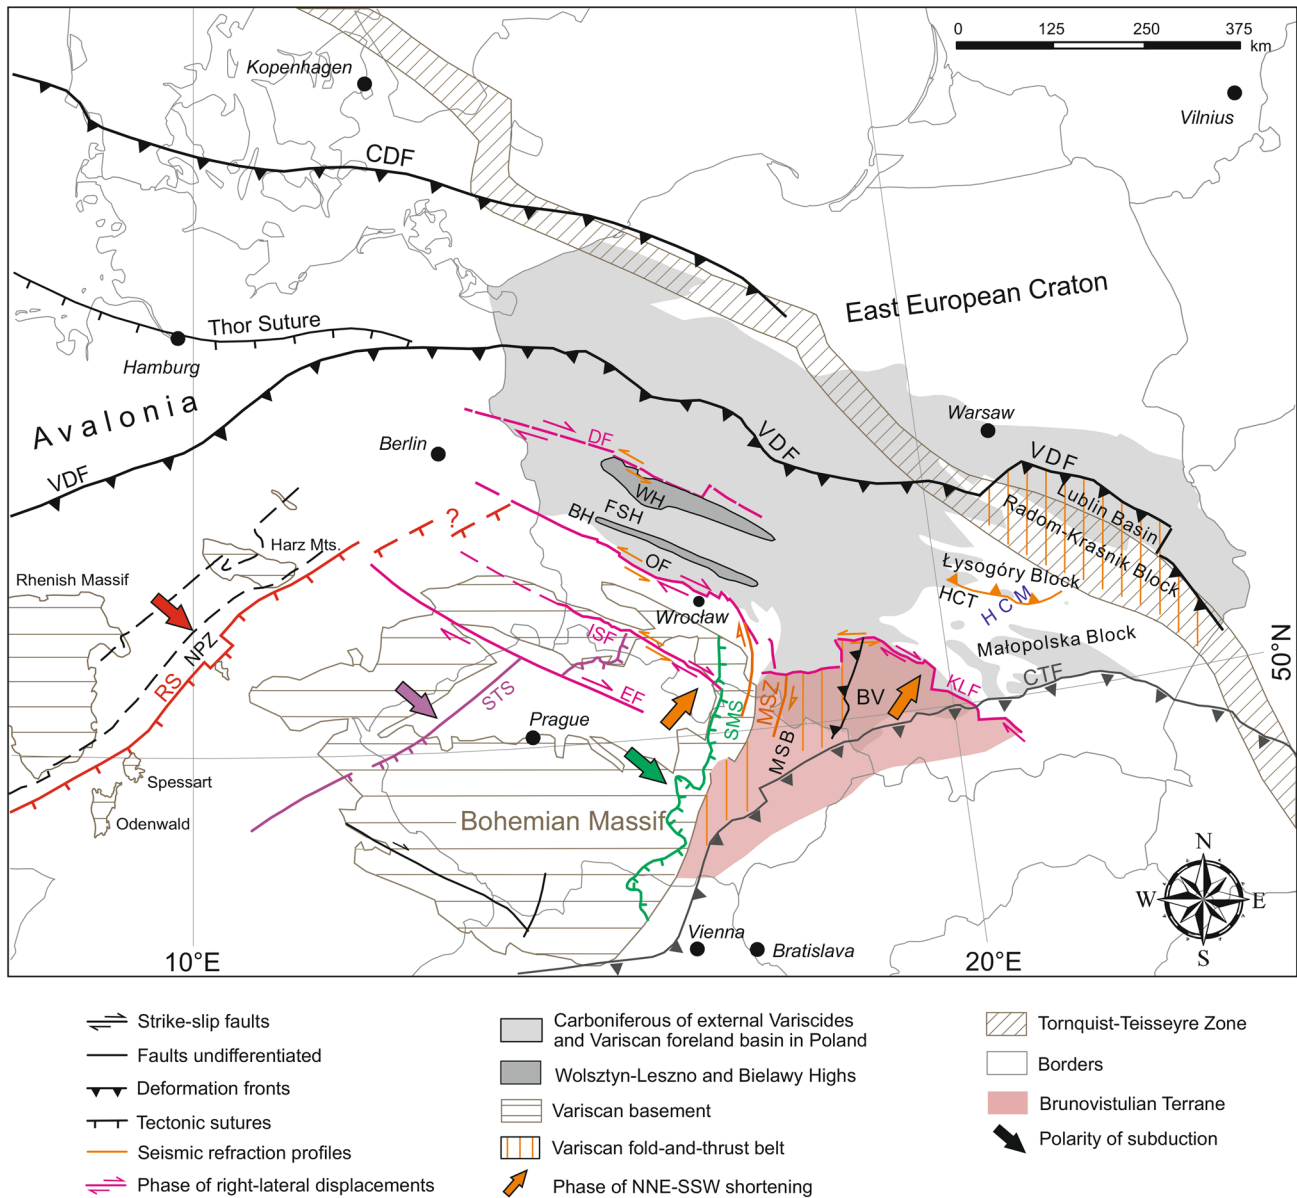 0 125 250 375
km
Kopenhagen
Vilnius
CDF
East European Craton
Thor Suture
Hamburg
Avalonia
Warsaw
Berlin
DF
VDF
VDF
VDF
WH
Lublin Basin
FSH
BH
Radom-Kraśnik Block
?
Harz Mts.
OF
Łysogóry Block
Rhenish Massif
HCT
HCM
Wrocław
ISF
Małopolska Block
50°N
NPZ
RS
STS
EF
CTF
KLF
BV
MSZ
SMS
Prague
MSB
Spessart
Odenwald
Bohemian Massif
N
W E
S
Vienna
Bratislava
10°E
20°E
Strike-slip faults
Faults undifferentiated
Deformation fronts
Tectonic sutures
Seismic refraction profiles
Phase of right-lateral displacements
Carboniferous of external Variscides
and Variscan foreland basin in Poland
Wolsztyn-Leszno and Bielawy Highs
Variscan basement
Variscan fold-and-thrust belt
Phase of NNE-SSW shortening
Tornquist-Teisseyre Zone
Borders
Brunovistulian Terrane
Polarity of subduction